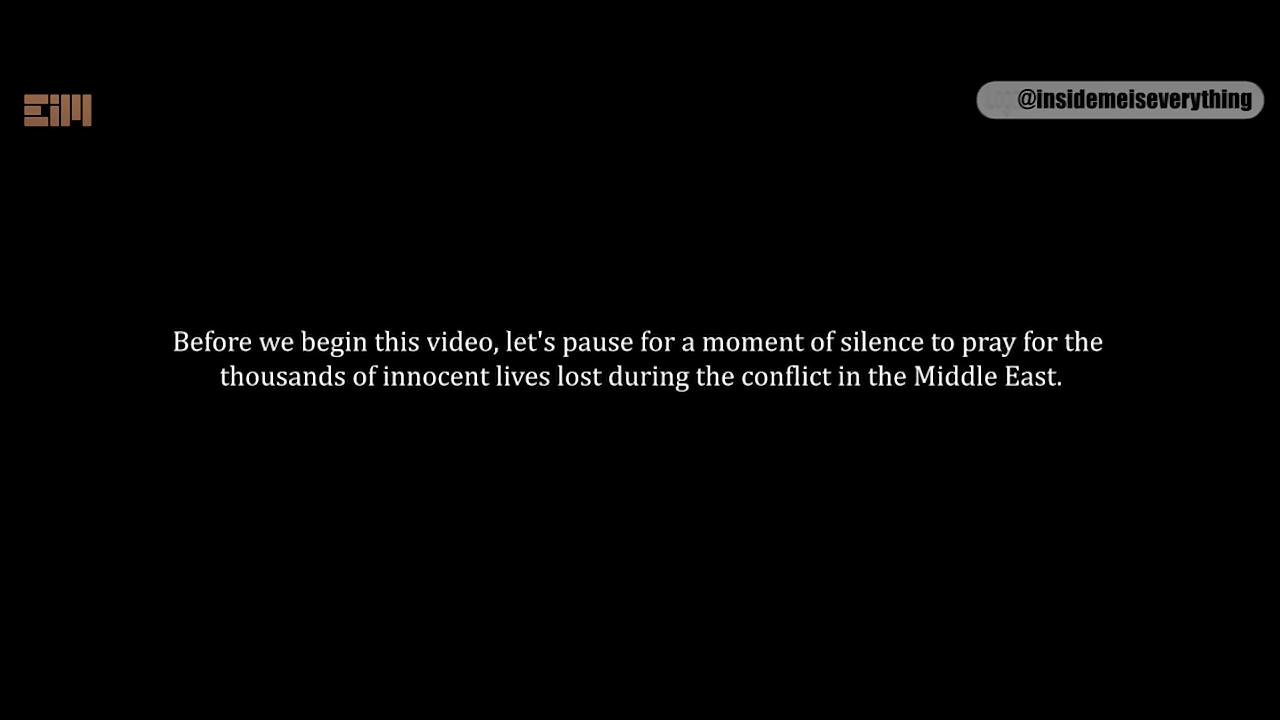 EiM
@insidemeiseverything
Before we begin this video, let's pause for a moment of silence to pray for the
thousands of innocent lives lost during the conflict in the Middle East.